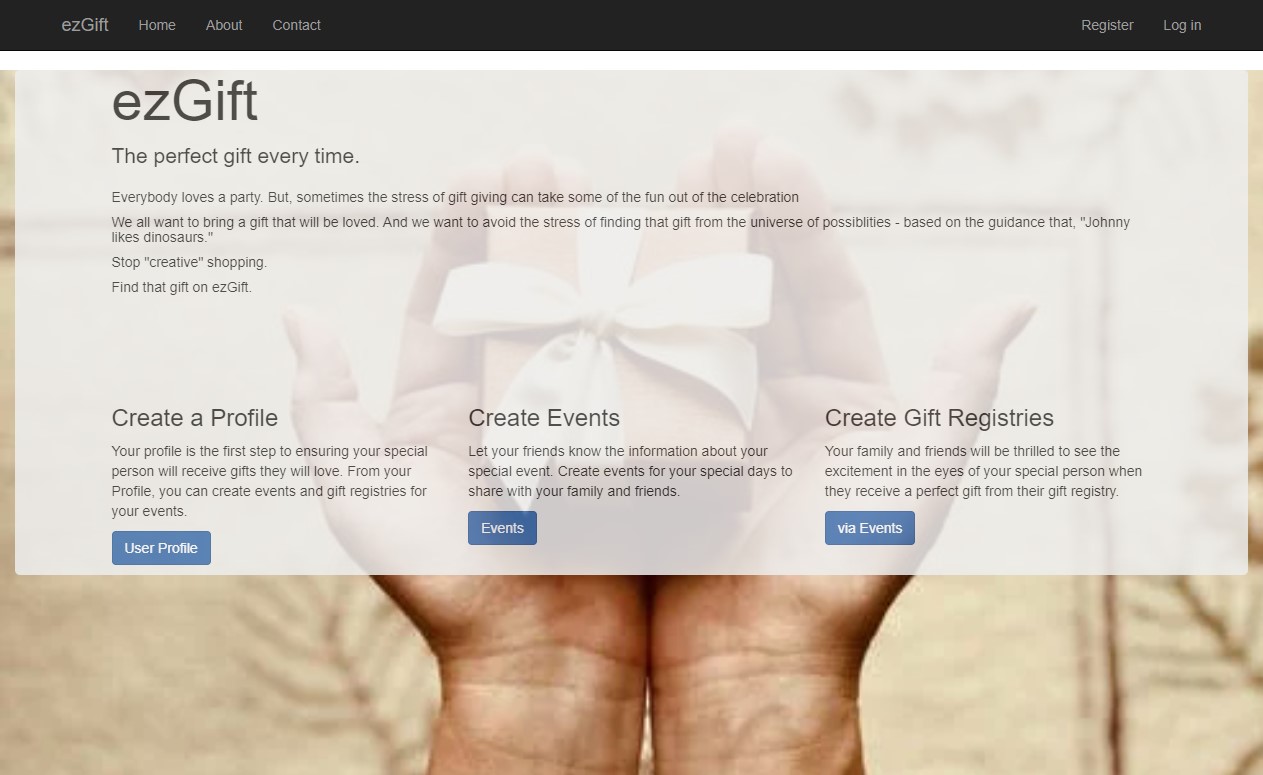 ezGift Home About Contact Register Log in
ezGift
The perfect gift every time.
Everybody loves a party. But, sometimes the stress of gift giving can take some of the fun out of the celebration
We all want to bring a gift that will be loved. And we want to avoid the stress of finding that gift from the universe of possiblities - based on the guidance that, "Johnny
likes dinosaurs."
Stop "creative" shopping.
Find that gift on ezGift.
Create a Profile
Your profile is the first step to ensuring your special
person will receive gifts they will love. From your
Profile, you can create events and gift registries for
your events.
User Profile
Create Events
Let your friends know the information about your
special event. Create events for your special days to
share with your family and friends.
Events
Create Gift Registries
Your family and friends will be thrilled to see the
excitement in the eyes of your special person when
they receive a perfect gift from their gift registry.
via Events